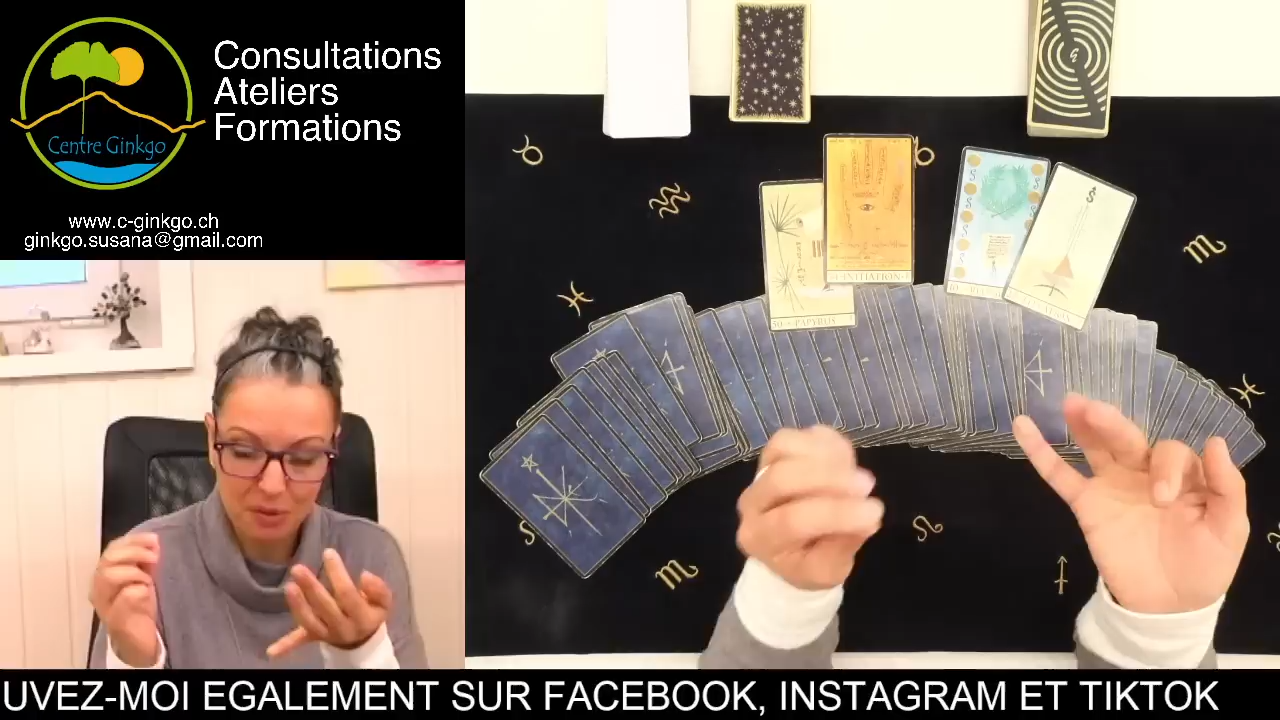 Consultations
Ateliers
Formations
Centre Ginkgo
www.c-ginkgo.ch
ginkgo.susana@gmail.com
INITIATION
50 - PAPYRUS
UVEZ-MOI EGALEMENT SUR FACEBOOK, INSTAGRAM ET TIKTOK